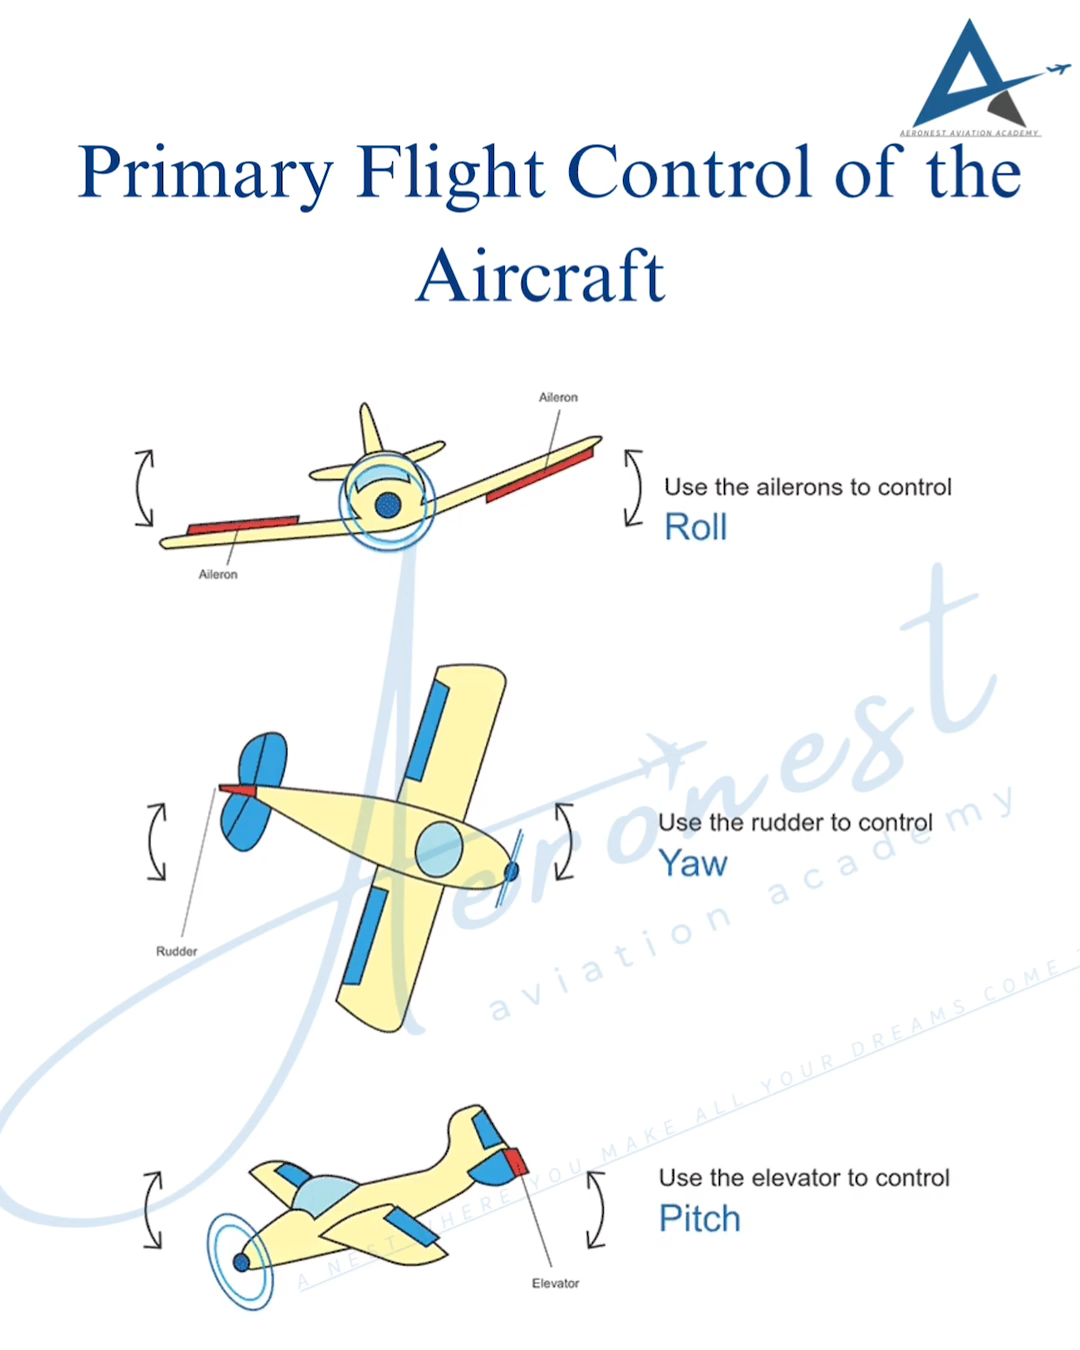 AERONEST AVIATION ACADEMY
Primary Flight Control of the
Aircraft
Aileron
Use the ailerons to control
Roll
Aileron
Use the rudder to control
Yaw
Rudder
Aeronest
aviation academy
A NEST WHERE YOU MAKE ALL YOUR DREAMS COME
Use the elevator to control
Pitch
Elevator